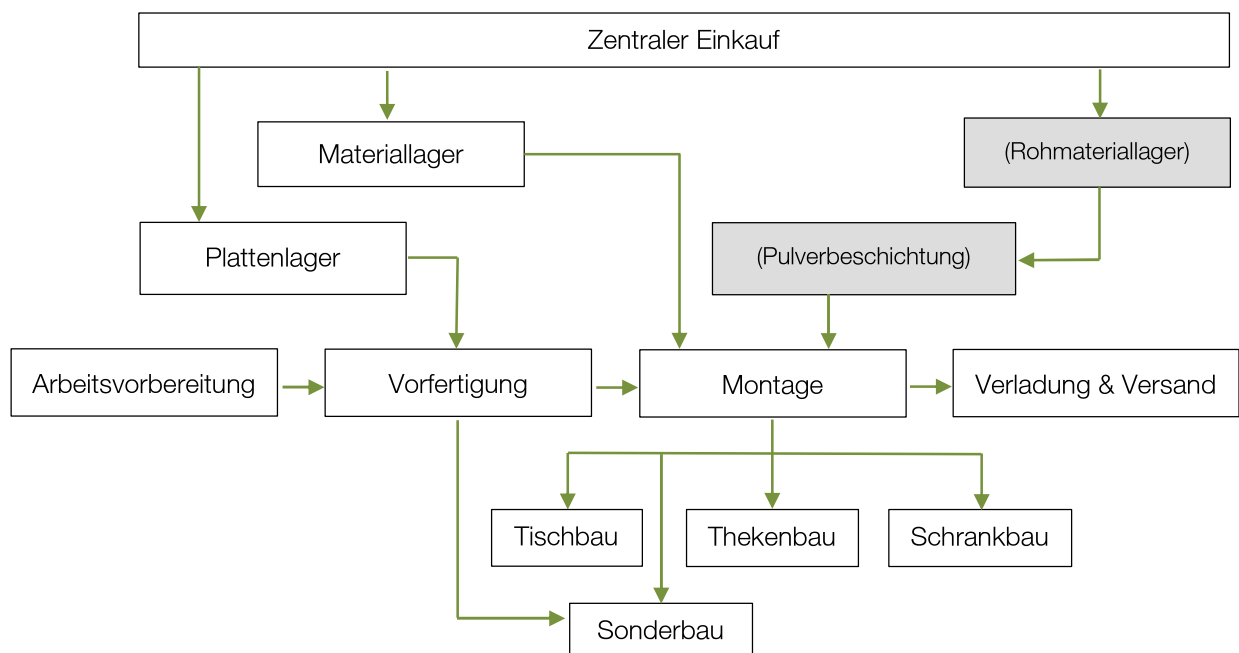 Zentraler Einkauf
Materiallager
(Rohmateriallager)
Plattenlager
(Pulverbeschichtung)
Arbeitsvorbereitung
Vorfertigung
Montage
Verladung & Versand
Tischbau
Thekenbau
Schrankbau
Sonderbau